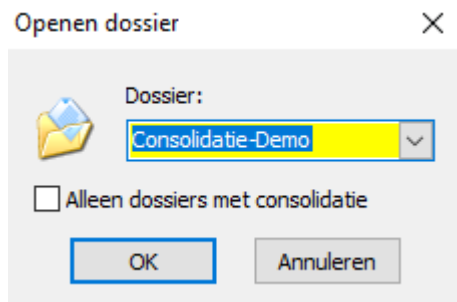 Openen dossier
Dossier:
Consolidatie-Demo
Alleen dossiers met consolidatie
OK
Annuleren